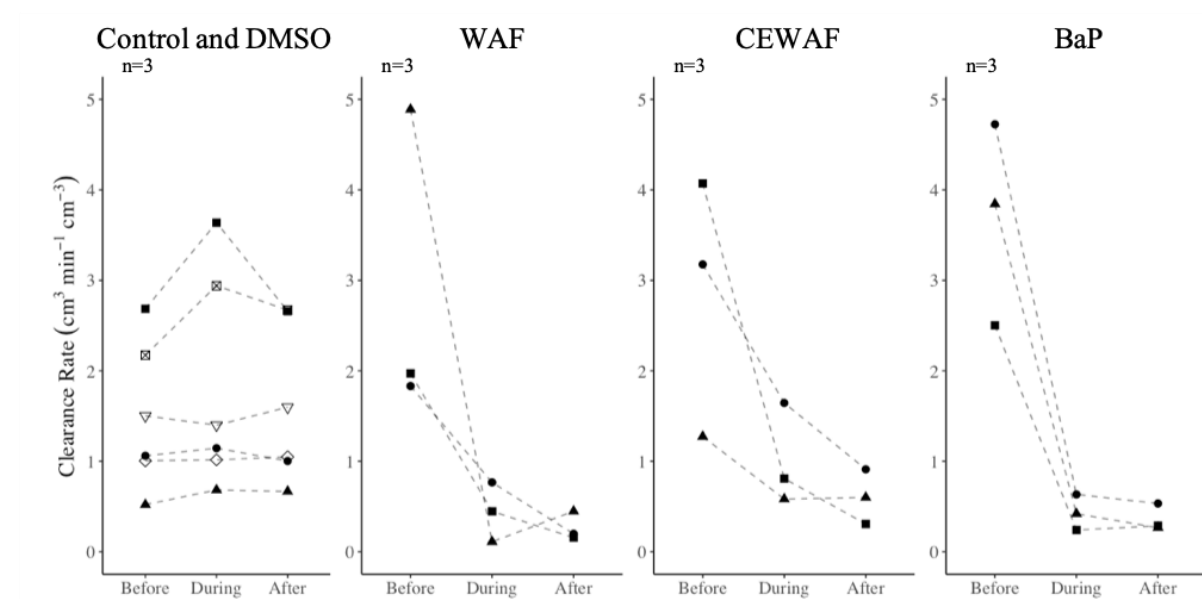 Control and DMSO
WAF
CEWAF
BaP
n=3
n=3
n=3
n=3
Clearance Rate (cm³ min⁻¹ cm⁻³)
5
4
3
2
1
0
5
4
3
2
1
0
5
4
3
2
1
0
5
4
3
2
1
0
Before During After
Before During After
Before During After
Before During After